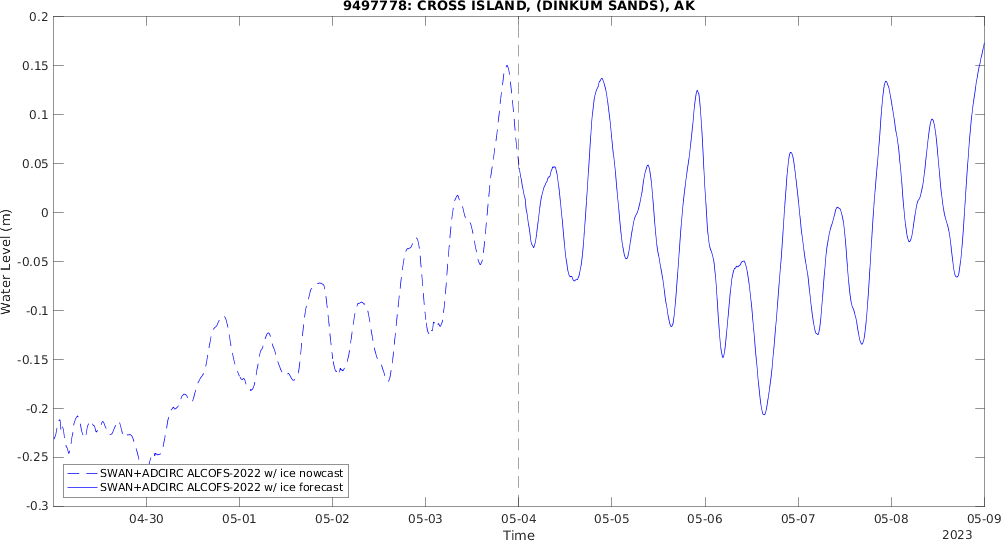 9497778: CROSS ISLAND, (DINKUM SANDS), AK
0.2
0.15
0.1
0.05
0
-0.05
-0.1
-0.15
-0.2
-0.25
-0.3
Water Level (m)
SWAN+ADCIRC ALCOFS-2022 w/ ice nowcast
SWAN+ADCIRC ALCOFS-2022 w/ ice forecast
04-30 05-01 05-02 05-03 05-04 05-05 05-06 05-07 05-08 05-09
Time
2023